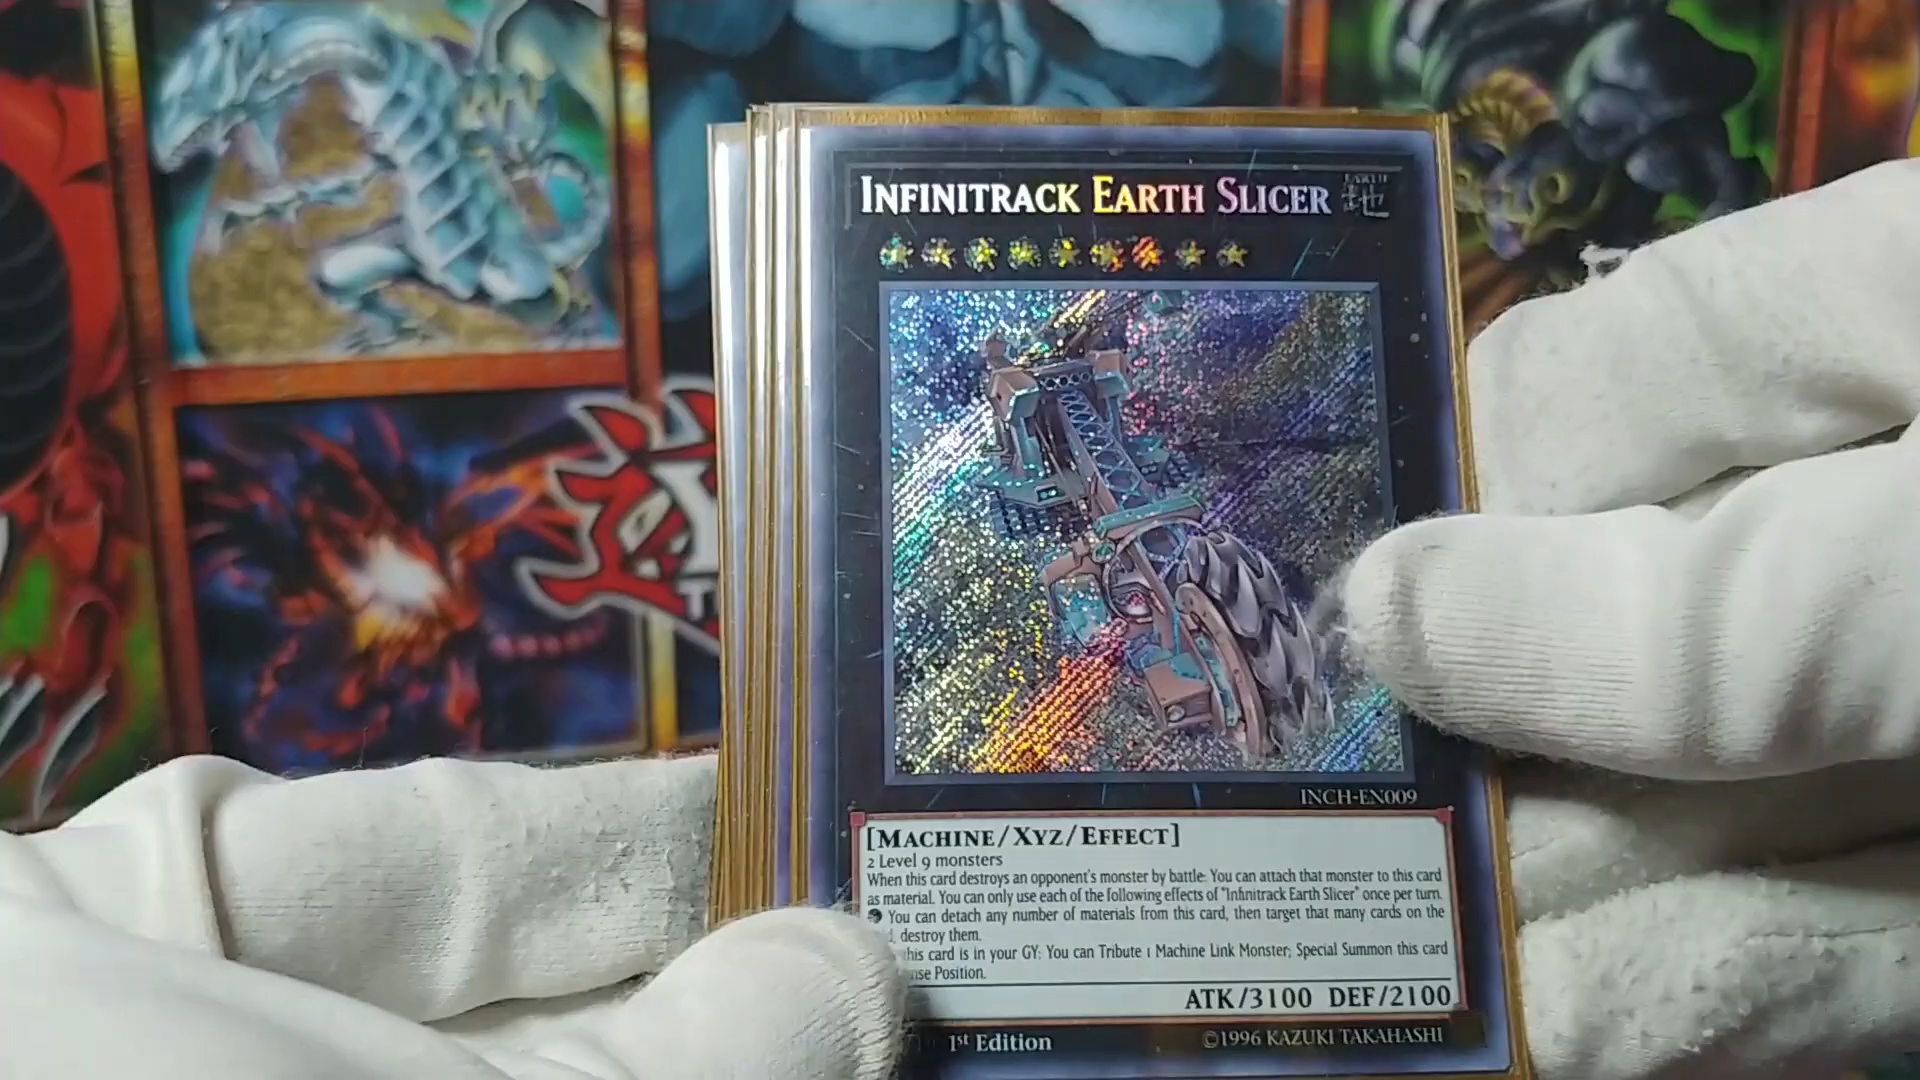 INFINITRACK EARTH SLICER
EARTH
地
INCH-EN009
[MACHINE/XYZ/EFFECT]
2 Level 9 monsters
When this card destroys an opponent's monster by battle: You can attach that monster to this card
as material. You can only use each of the following effects of "Infinitrack Earth Slicer" once per turn.
You can detach any number of materials from this card, then target that many cards on the
destroy them.
this card is in your GY: You can Tribute 1 Machine Link Monster; Special Summon this card
Position.
ATK/3100 DEF/2100
1st Edition
©1996 KAZUKI TAKAHASHI